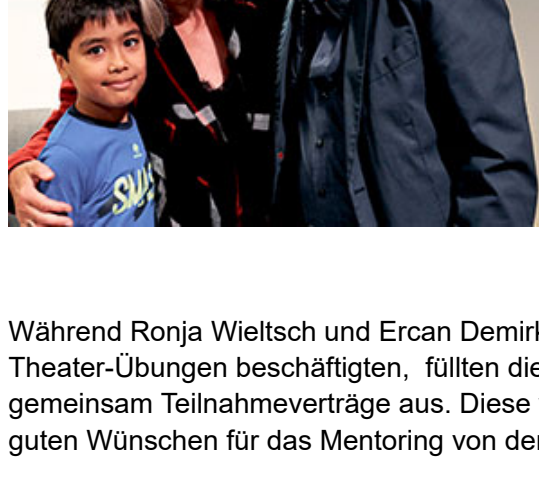 Während Ronja Wieltsch und Ercan Demirk
Theater-Übungen beschäftigten,  füllten die
gemeinsam Teilnahmeverträge aus. Diese
guten Wünschen für das Mentoring von der